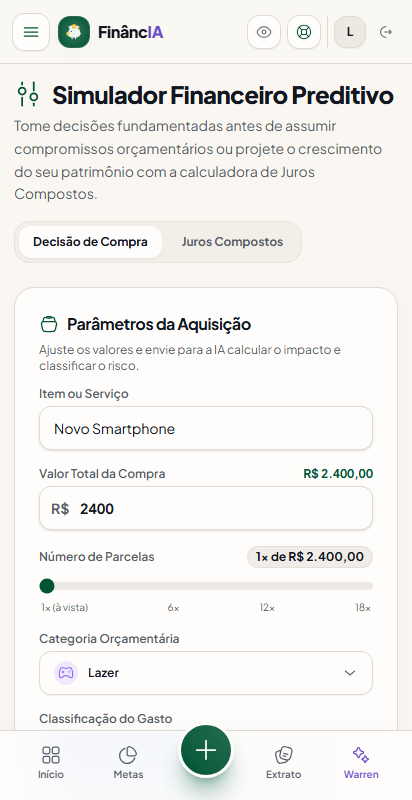 FinâncIA
L
Simulador Financeiro Preditivo
Tome decisões fundamentadas antes de assumir
compromissos orçamentários ou projete o crescimento
do seu patrimônio com a calculadora de Juros
Compostos.
Decisão de Compra
Juros Compostos
Parâmetros da Aquisição
Ajuste os valores e envie para a IA calcular o impacto e
classificar o risco.
Item ou Serviço
Novo Smartphone
Valor Total da Compra
R$ 2.400,00
R$ 2400
Número de Parcelas
1x de R$ 2.400,00
1x (à vista)
6x
12x
18x
Categoria Orçamentária
Lazer
Classificação do Gasto
Início
Metas
Extrato
Warren